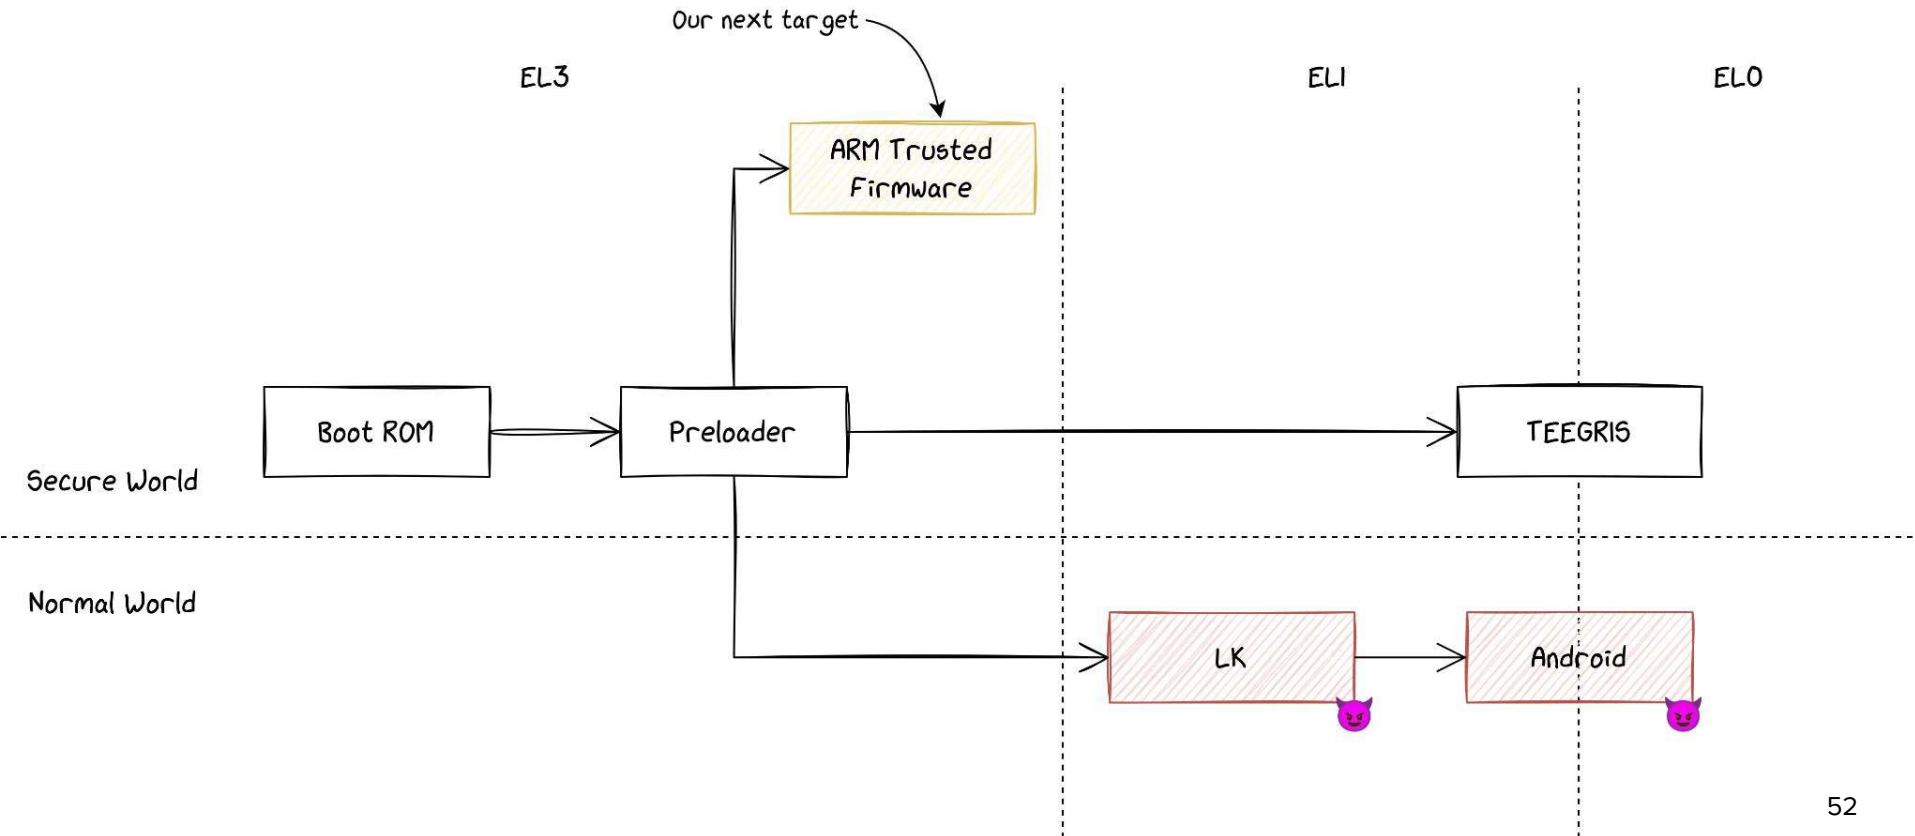 Our next target
EL3
EL1
EL0
ARM Trusted
Firmware
Boot ROM
Preloader
TEEGRIS
Secure World
Normal World
LK
Android
52